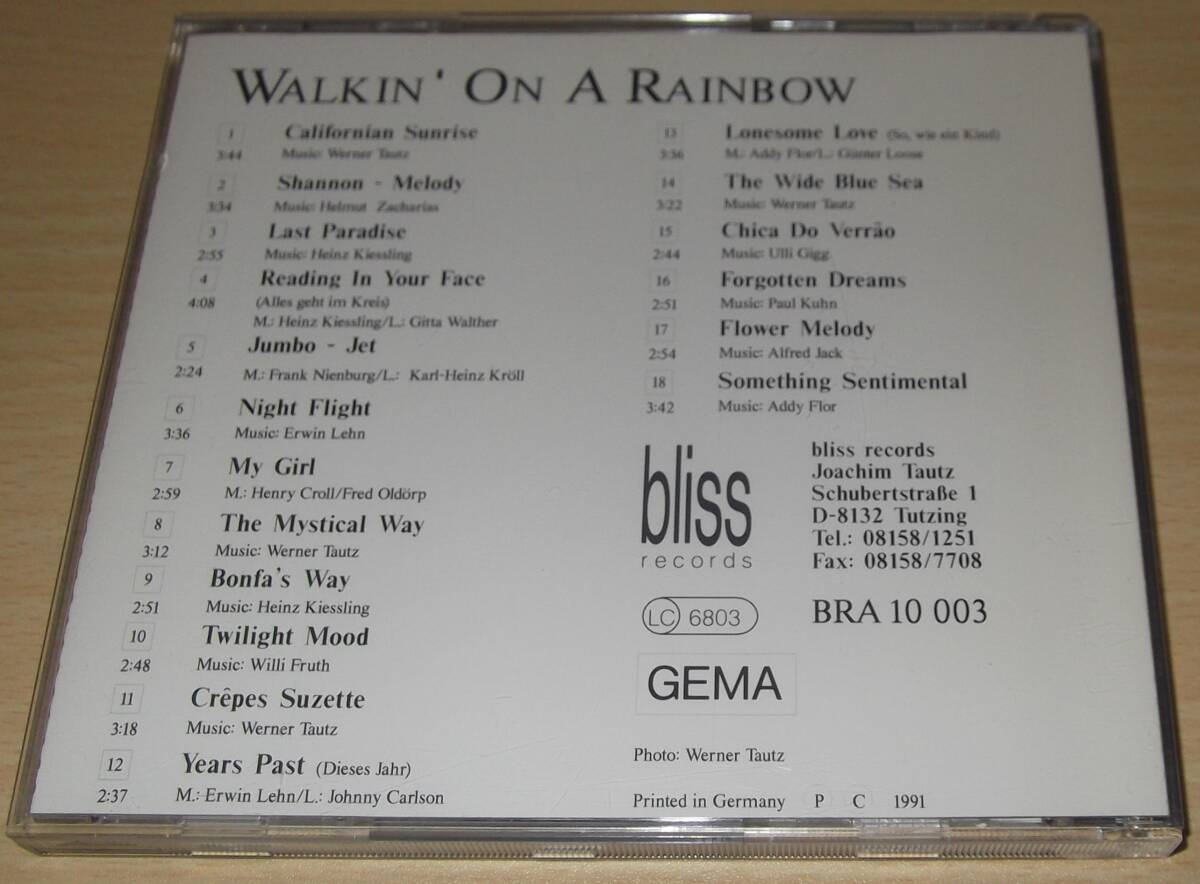 WALKIN' ON A RAINBOW
1 Californian Sunrise
3:44 Music: Werner Tautz
2 Shannon - Melody
3:34 Music: Helmut Zacharias
3 Last Paradise
2:55 Music: Heinz Kiessling
4 Reading In Your Face
4:08 (Alles geht im Kreis)
M.: Heinz Kiessling/L.: Gitta Walther
5 Jumbo - Jet
2:24 M.: Frank Nienburg/L.: Karl-Heinz Kröll
6 Night Flight
3:36 Music: Erwin Lehn
7 My Girl
2:59 M.: Henry Croll/Fred Oldörp
8 The Mystical Way
3:12 Music: Werner Tautz
9 Bonfa's Way
2:51 Music: Heinz Kiessling
10 Twilight Mood
2:48 Music: Willi Fruth
11 Crêpes Suzette
3:18 Music: Werner Tautz
12 Years Past (Dieses Jahr)
2:37 M.: Erwin Lehn/L.: Johnny Carlson
13 Lonesome Love (So, wie ein Kind)
3:36 M.: Addy Flor/L.: Günter Loose
14 The Wide Blue Sea
3:22 Music: Werner Tautz
15 Chica Do Verrão
2:44 Music: Ulli Gigg
16 Forgotten Dreams
2:51 Music: Paul Kuhn
17 Flower Melody
2:54 Music: Alfred Jack
18 Something Sentimental
3:42 Music: Addy Flor
bliss
records
bliss records
Joachim Tautz
Schubertstraße 1
D-8132 Tutzing
Tel.: 08158/1251
Fax: 08158/7708
LC 6803
BRA 10 003
GEMA
Photo: Werner Tautz
Printed in Germany P C 1991